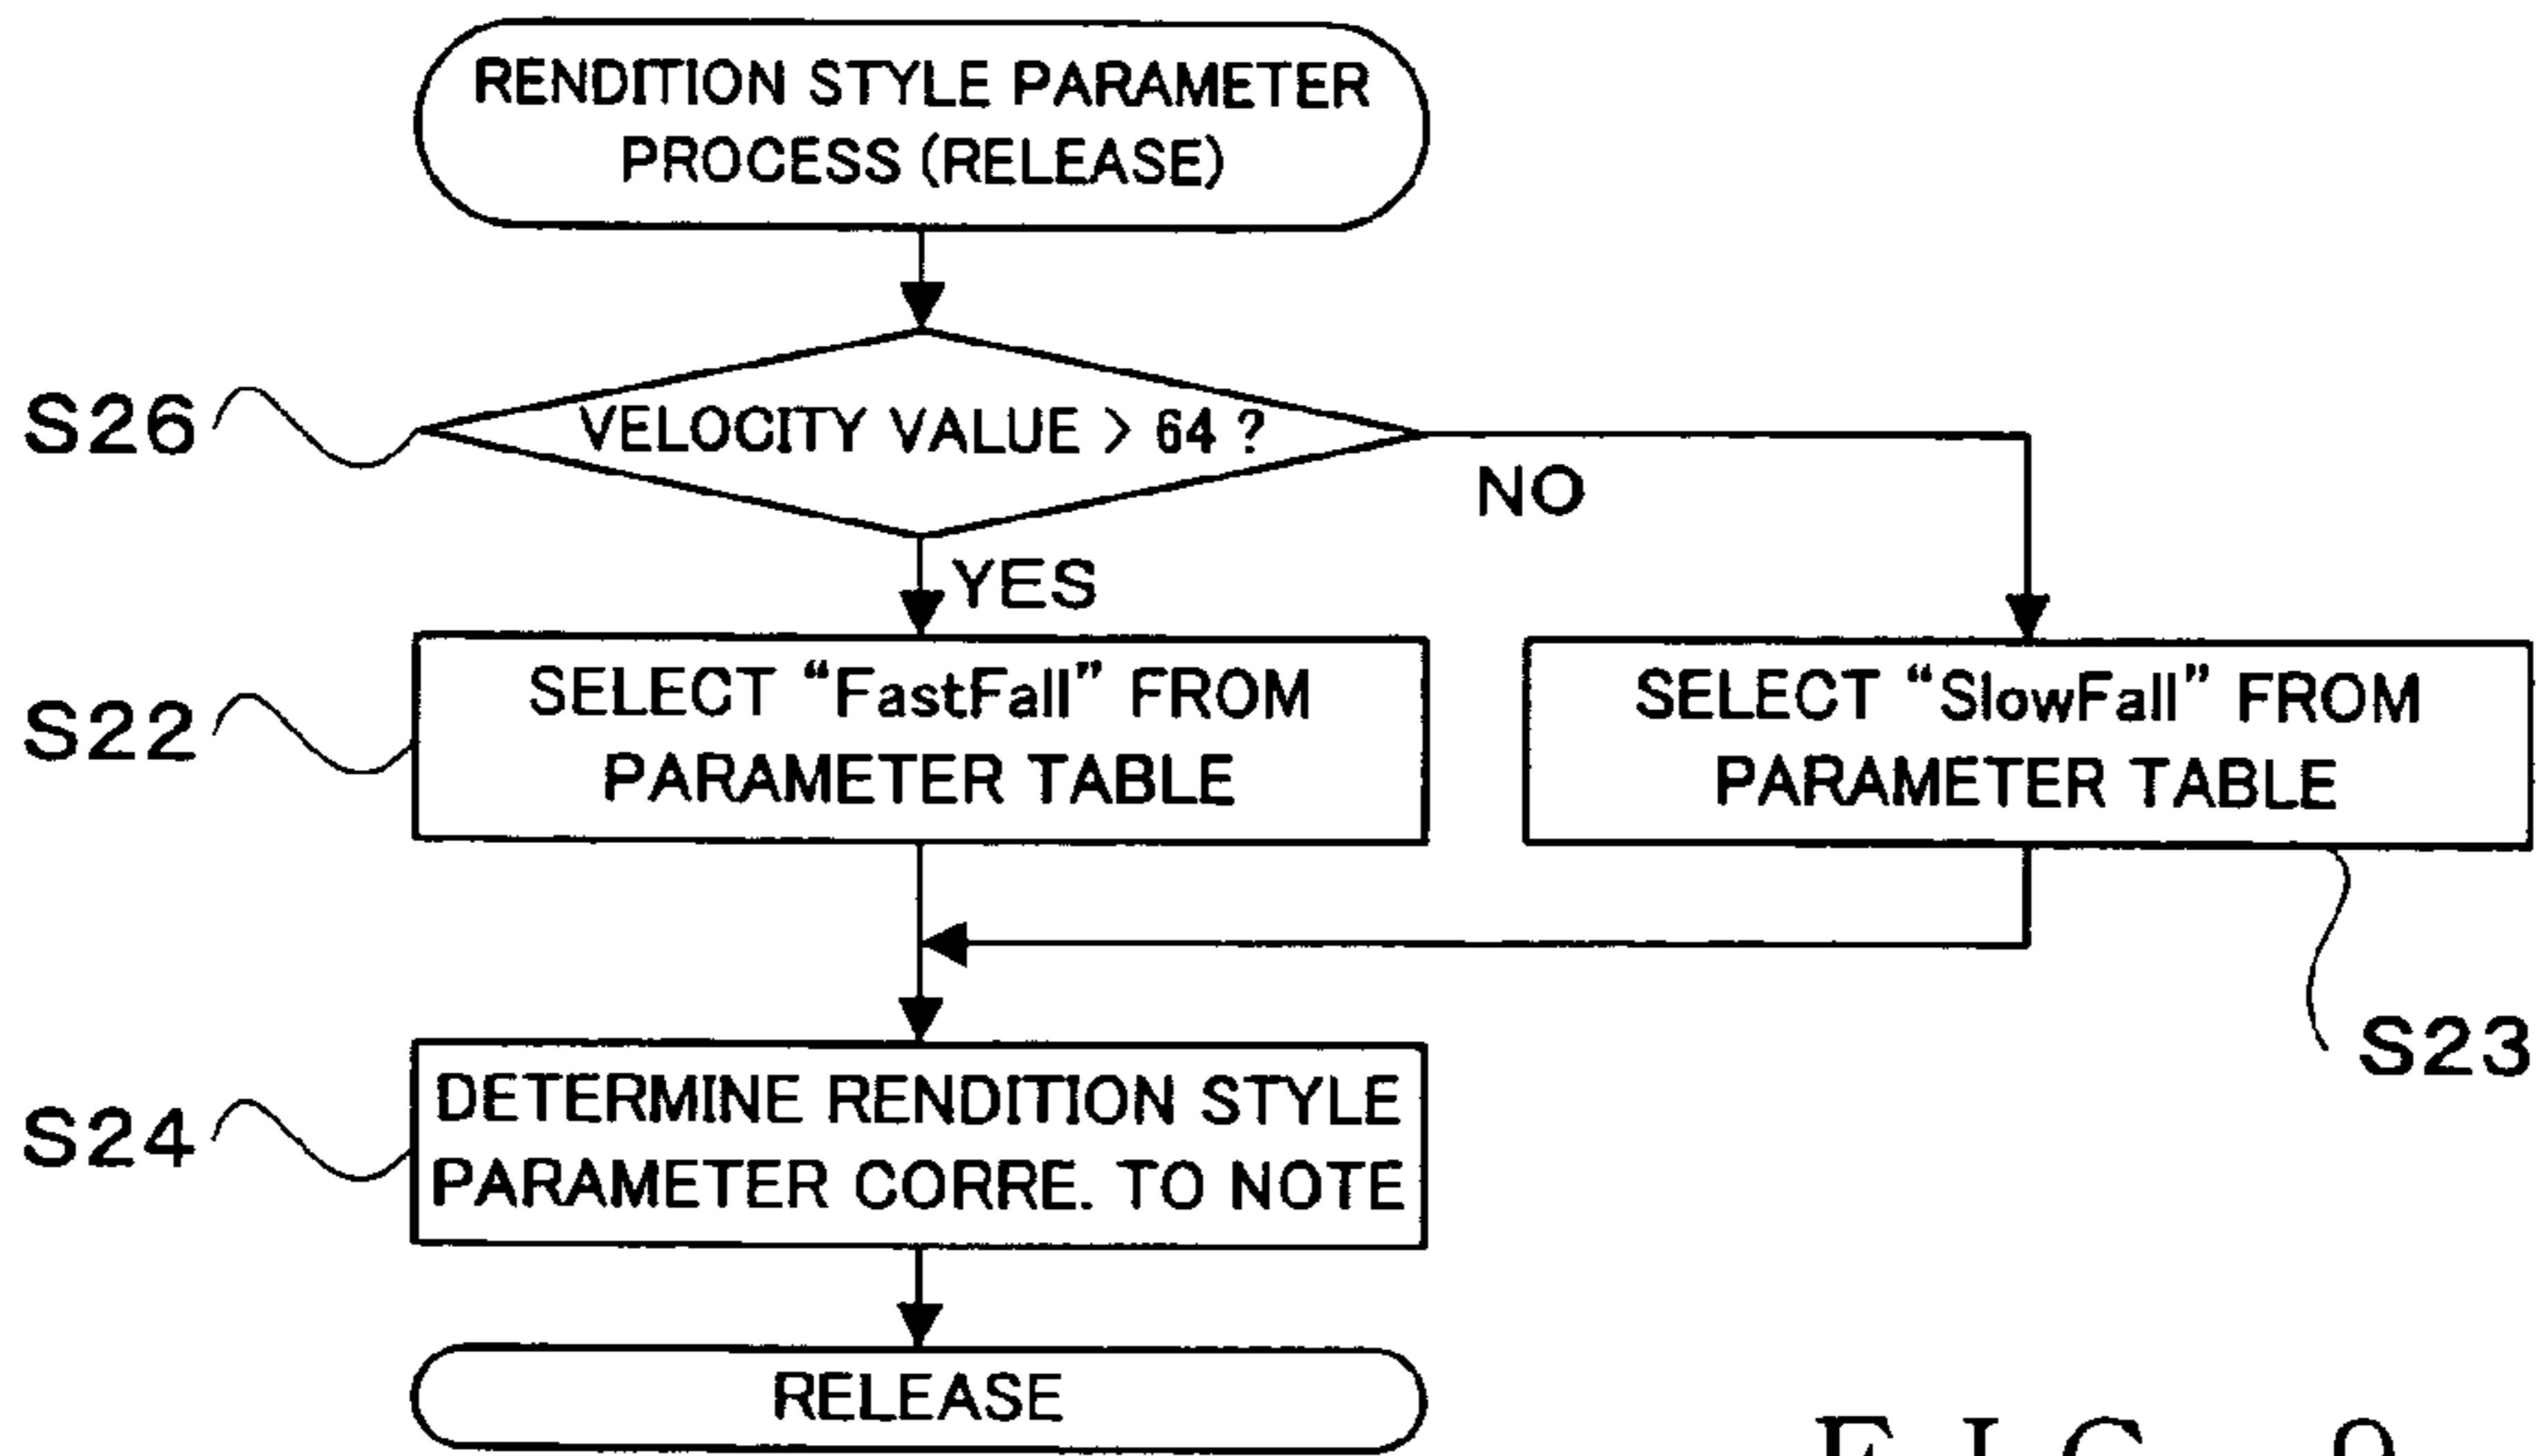 RENDITION STYLE PARAMETER
PROCESS (RELEASE)
S26
VELOCITY VALUE > 64 ?
NO
YES
S22
SELECT “FastFall” FROM
PARAMETER TABLE
SELECT “SlowFall” FROM
PARAMETER TABLE
S23
S24
DETERMINE RENDITION STYLE
PARAMETER CORRE. TO NOTE
RELEASE